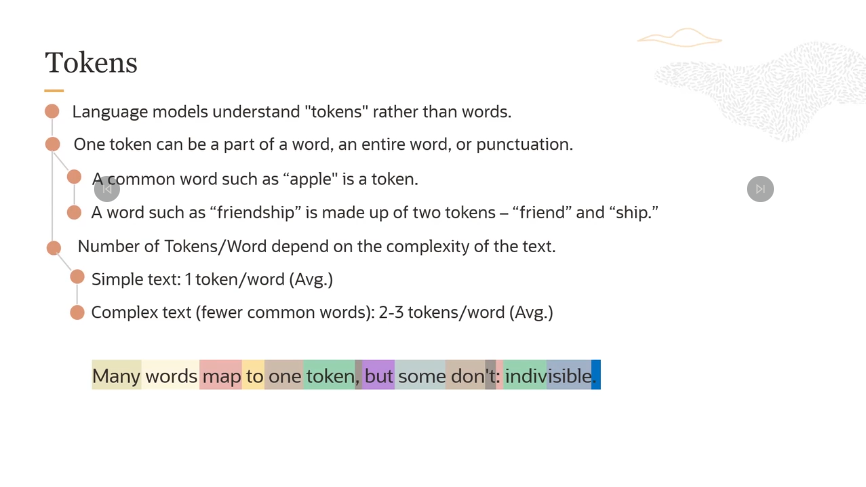 Tokens
Language models understand "tokens" rather than words.
One token can be a part of a word, an entire word, or punctuation.
A common word such as “apple" is a token.
A word such as “friendship” is made up of two tokens – “friend” and “ship.”
Number of Tokens/Word depend on the complexity of the text.
Simple text: 1 token/word (Avg.)
Complex text (fewer common words): 2-3 tokens/word (Avg.)
Many words map to one token, but some don't: indivisible.